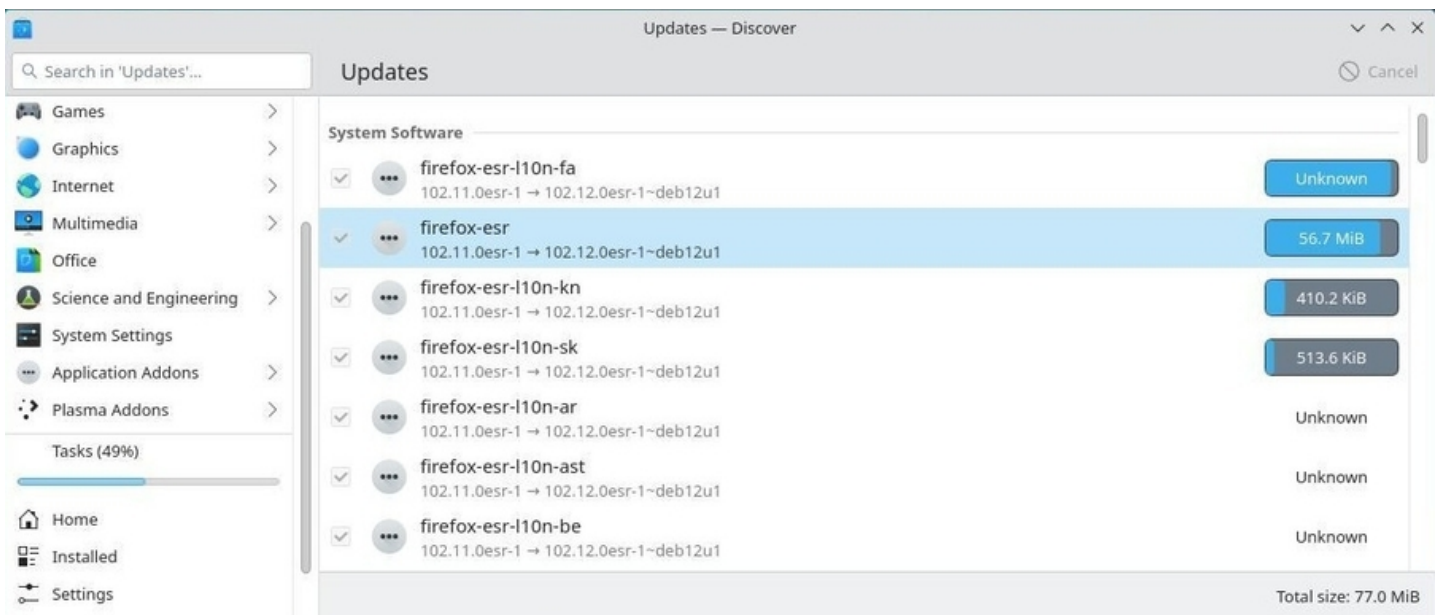 Updates — Discover
Search in 'Updates'...
Updates
Cancel
Games
Graphics
Internet
Multimedia
Office
Science and Engineering
System Settings
Application Addons
Plasma Addons
Tasks (49%)
Home
Installed
Settings
System Software
firefox-esr-l10n-fa
102.11.0esr-1 → 102.12.0esr-1~deb12u1
Unknown
firefox-esr
102.11.0esr-1 → 102.12.0esr-1~deb12u1
56.7 MiB
firefox-esr-l10n-kn
102.11.0esr-1 → 102.12.0esr-1~deb12u1
410.2 KiB
firefox-esr-l10n-sk
102.11.0esr-1 → 102.12.0esr-1~deb12u1
513.6 KiB
firefox-esr-l10n-ar
102.11.0esr-1 → 102.12.0esr-1~deb12u1
Unknown
firefox-esr-l10n-ast
102.11.0esr-1 → 102.12.0esr-1~deb12u1
Unknown
firefox-esr-l10n-be
102.11.0esr-1 → 102.12.0esr-1~deb12u1
Unknown
Total size: 77.0 MiB